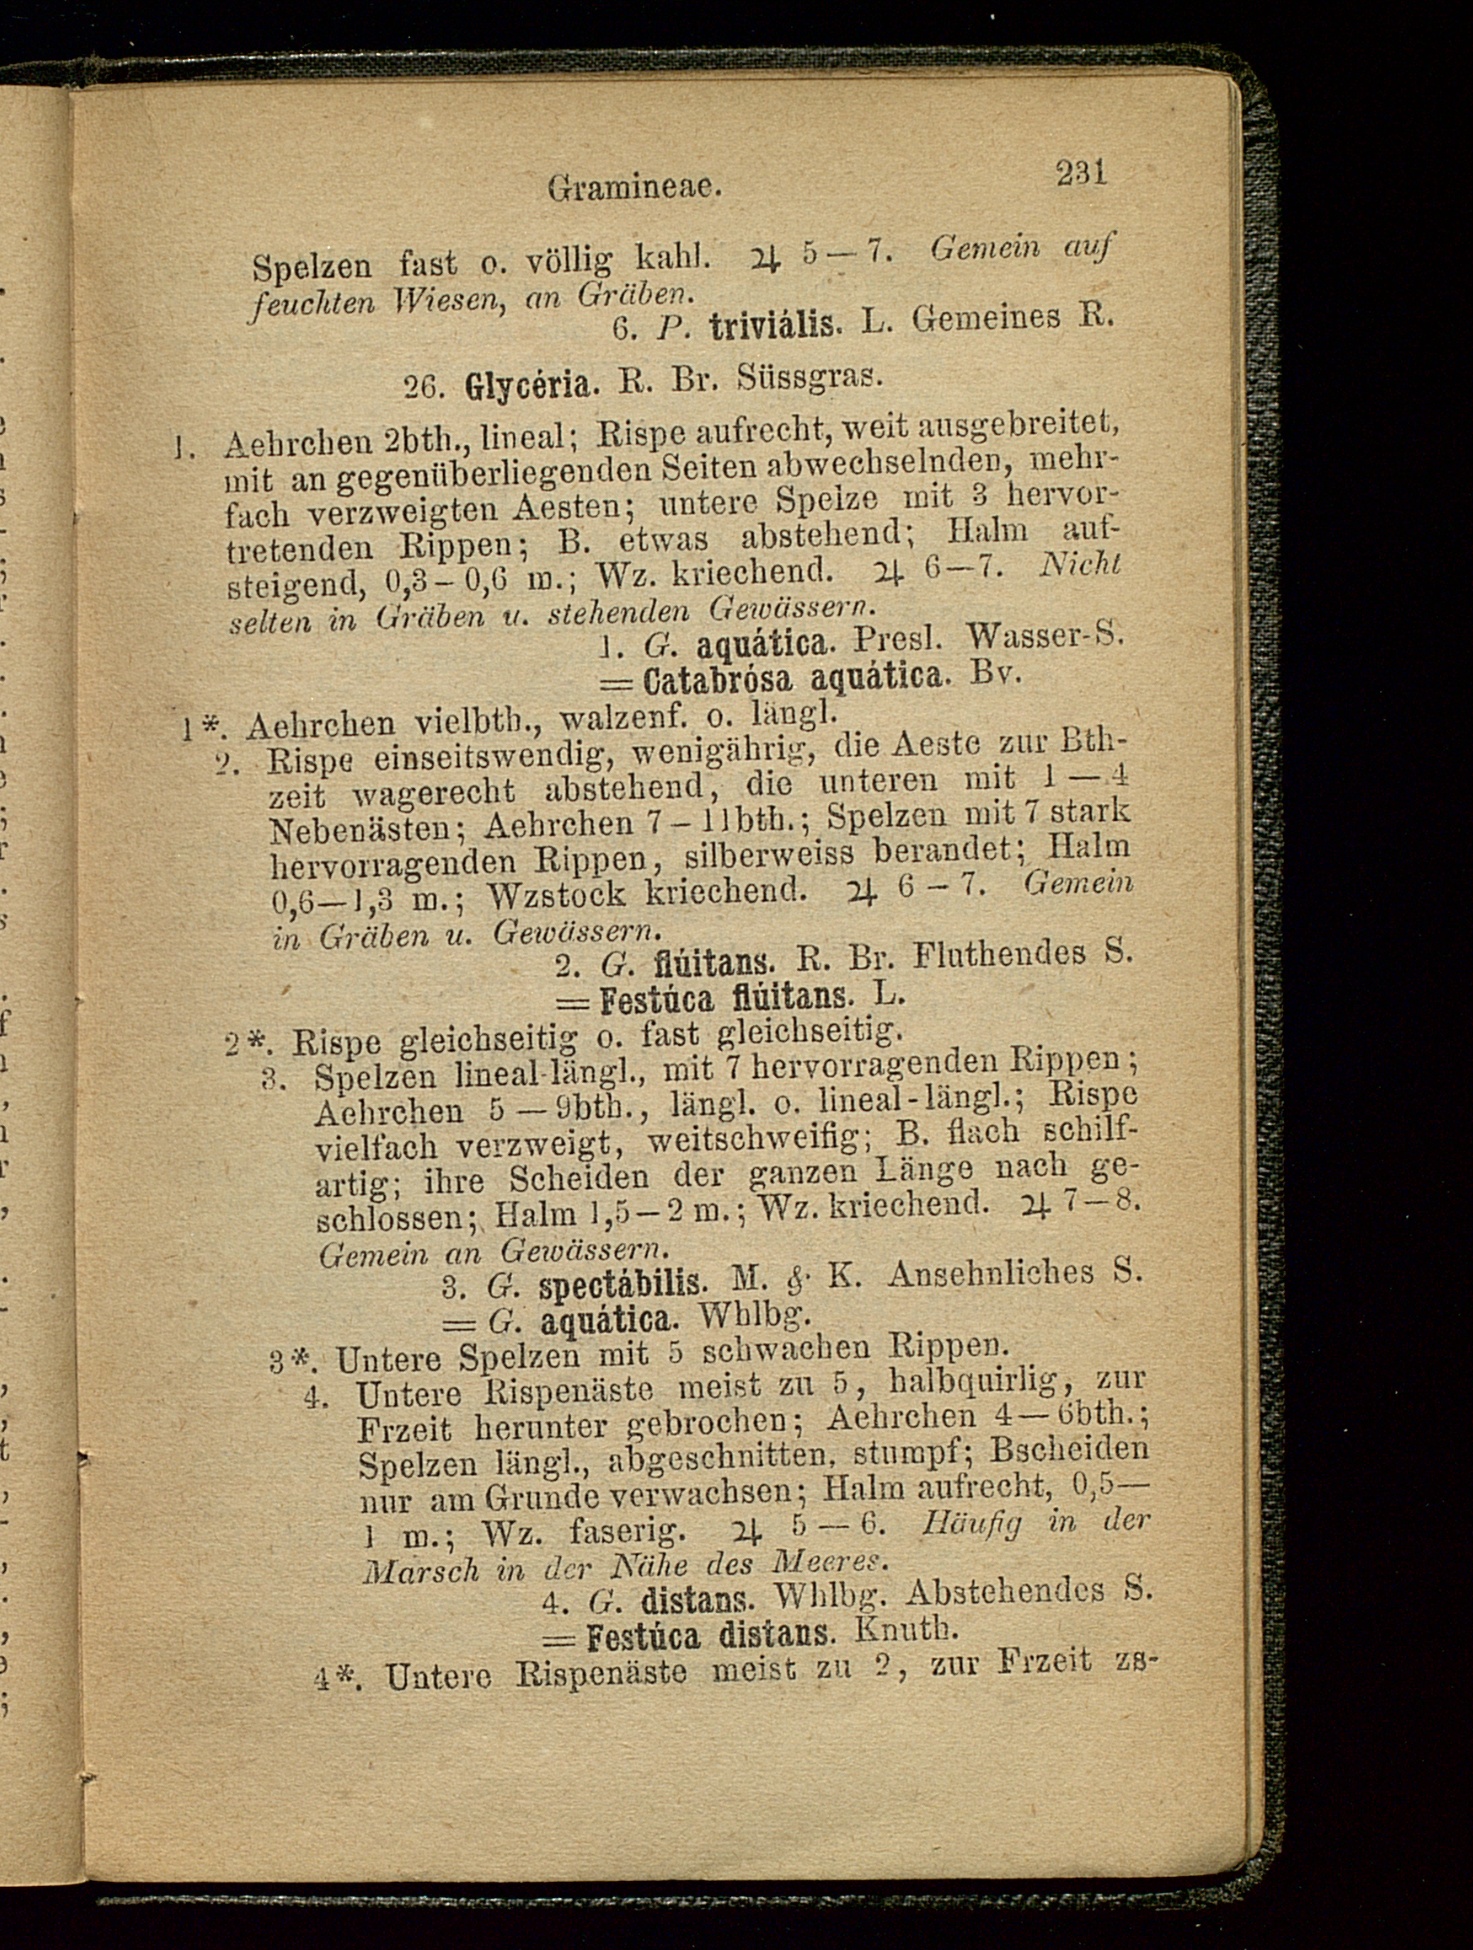 Gramineae.
231
Spelzen fast o. völlig kahl. ♃ 5—7. Gemein auf
feuchten Wiesen, an Gräben.
6. P. triviális. L. Gemeines R.
26. Glycéria. R. Br. Süssgras.
1. Aehrchen 2bth., lineal; Rispe aufrecht, weit ausgebreitet,
mit an gegenüberliegenden Seiten abwechselnden, mehr-
fach verzweigten Aesten; untere Spelze mit 3 hervor-
tretenden Rippen; B. etwas abstehend; Halm auf-
steigend, 0,3–0,6 m.; Wz. kriechend. ♃ 6—7. Nicht
selten in Gräben u. stehenden Gewässern.
1. G. aquática. Presl. Wasser-S.
= Catabrósa aquática. Bv.
1*. Aehrchen vielbth., walzenf. o. längl.
2. Rispe einseitswendig, wenigährig, die Aeste zur Bth-
zeit wagerecht abstehend, die unteren mit 1—4
Nebenästen; Aehrchen 7–11bth.; Spelzen mit 7 stark
hervorragenden Rippen, silberweiss berandet; Halm
0,6—1,3 m.; Wzstock kriechend. ♃ 6–7. Gemein
in Gräben u. Gewässern.
2. G. flúitans. R. Br. Fluthendes S.
= Festúca flúitans. L.
2*. Rispe gleichseitig o. fast gleichseitig.
3. Spelzen lineal-längl., mit 7 hervorragenden Rippen;
Aehrchen 5—9bth., längl. o. lineal-längl.; Rispe
vielfach verzweigt, weitschweifig; B. flach schilf-
artig; ihre Scheiden der ganzen Länge nach ge-
schlossen; Halm 1,5–2 m.; Wz. kriechend. ♃ 7–8.
Gemein an Gewässern.
3. G. spectábilis. M. & K. Ansehnliches S.
= G. aquática. Whlbg.
3*. Untere Spelzen mit 5 schwachen Rippen.
4. Untere Rispenäste meist zu 5, halbquirlig, zur
Frzeit herunter gebrochen; Aehrchen 4—6bth.;
Spelzen längl., abgeschnitten, stumpf; Bscheiden
nur am Grunde verwachsen; Halm aufrecht, 0,5—
1 m.; Wz. faserig. ♃ 5—6. Häufig in der
Marsch in der Nähe des Meeres.
4. G. distans. Whlbg. Abstehendes S.
= Festúca distans. Knuth.
4*. Untere Rispenäste meist zu 2, zur Frzeit zs-